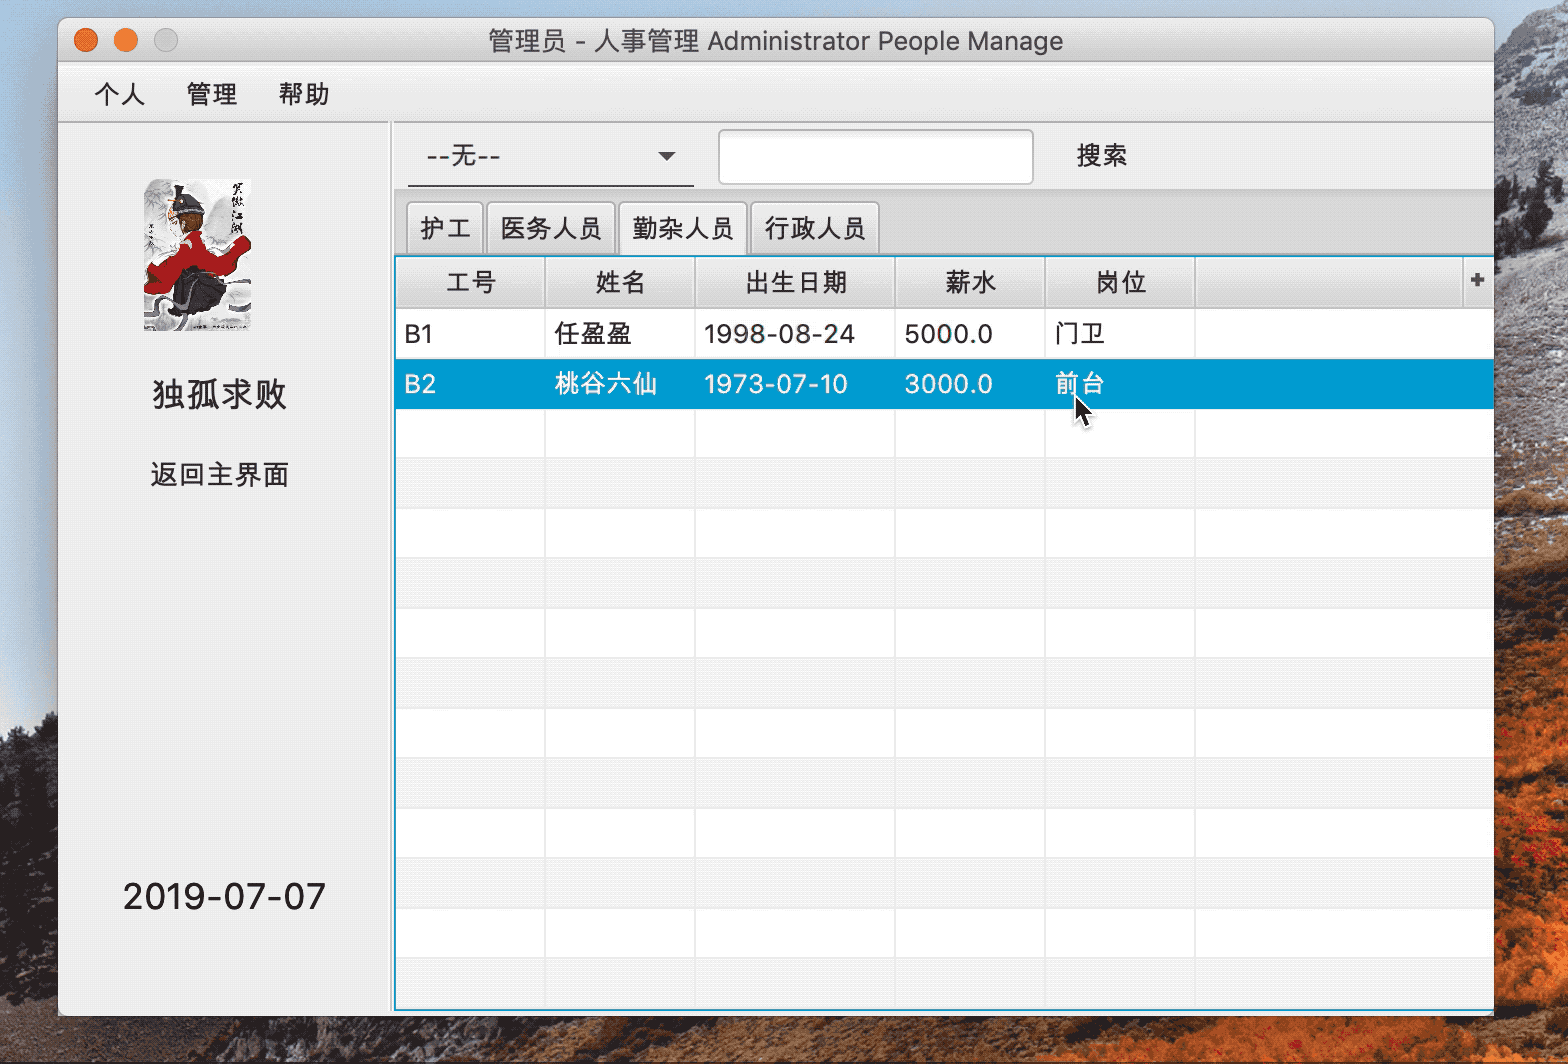 管理员 - 人事管理 Administrator People Manage
个人 管理 帮助
--无-- 搜索
护工 医务人员 勤杂人员 行政人员
工号 姓名 出生日期 薪水 岗位 +
B1 任盈盈 1998-08-24 5000.0 门卫
B2 桃谷六仙 1973-07-10 3000.0 前台
笑傲江湖
独孤求败
返回主界面
2019-07-07